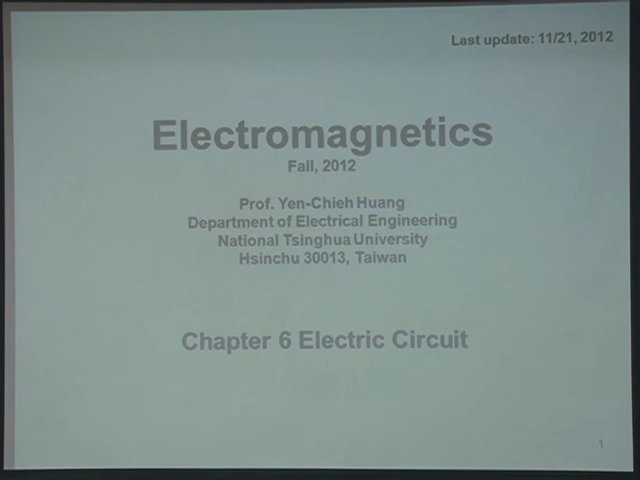 Last update: 11/21, 2012
Electromagnetics
Fall, 2012
Prof. Yen-Chieh Huang
Department of Electrical Engineering
National Tsinghua University
Hsinchu 30013, Taiwan
Chapter 6 Electric Circuit
1